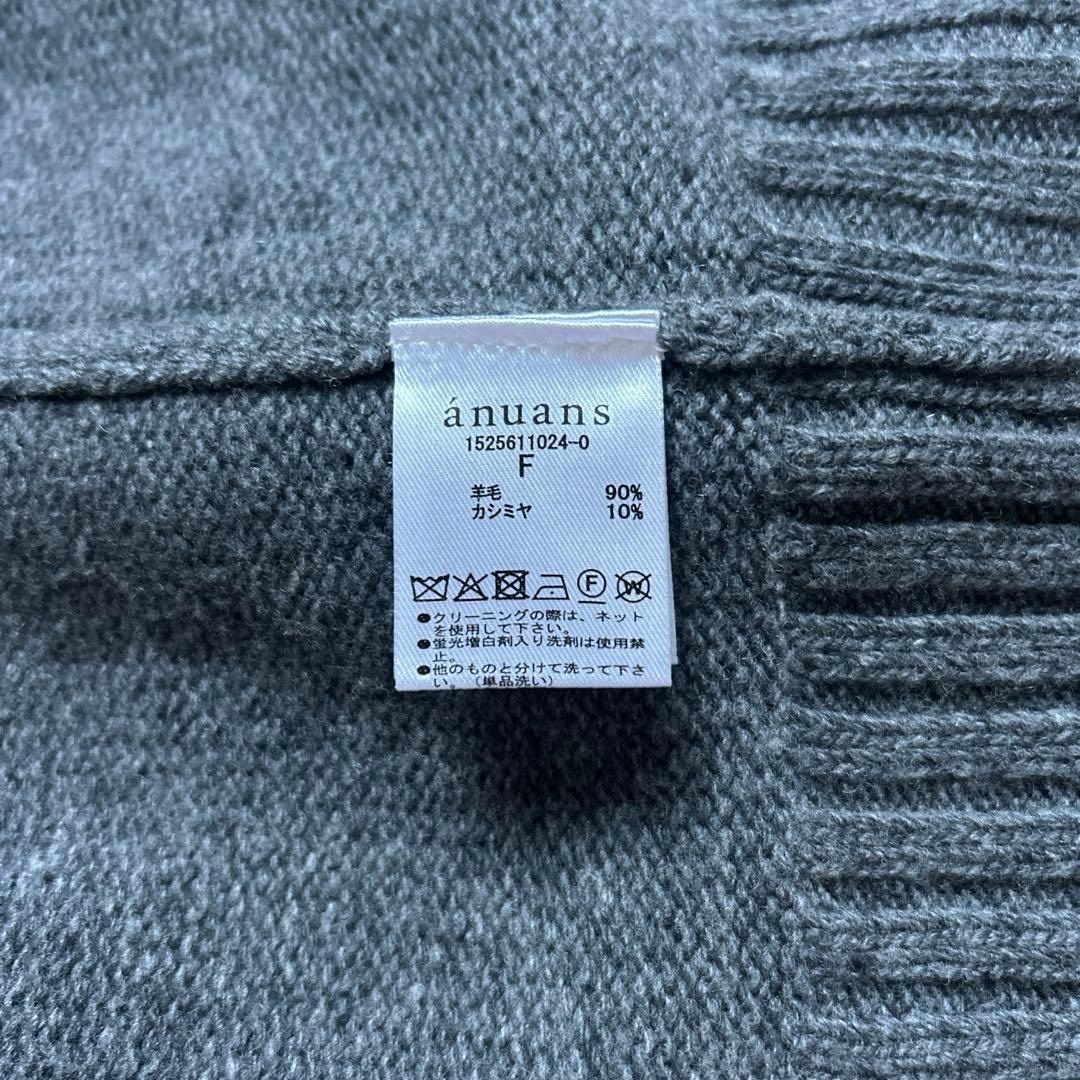 ánuans
1525611024-0
F
羊毛 90%
カシミヤ 10%
F W
●クリーニングの際は、ネット
を使用して下さい。
●蛍光増白剤入り洗剤は使用禁
止。
●他のものと分けて洗って下さ
い。（単品洗い）